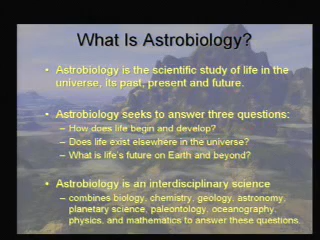 What Is Astrobiology?
• Astrobiology is the scientific study of life in the
universe, its past, present and future.
• Astrobiology seeks to answer three questions:
– How does life begin and develop?
– Does life exist elsewhere in the universe?
– What is life's future on Earth and beyond?
• Astrobiology is an interdisciplinary science
– combines biology, chemistry, geology, astronomy,
planetary science, paleontology, oceanography,
physics, and mathematics to answer these questions.